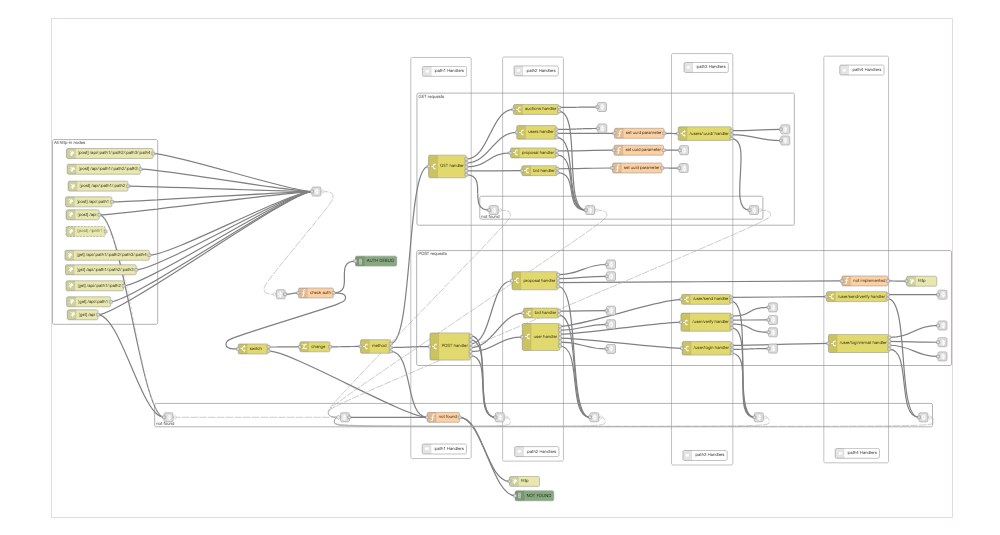 path1 Handlers
path2 Handlers
path3 Handlers
path4 Handlers
GET requests
auctions handler
users handler
set uuid parameter
/users/:uuid handler
proposal handler
set uuid parameter
GET handler
bid handler
set uuid parameter
not found
All http-in nodes
[post] /api/:path1/:path2/:path3/:path4
[post] /api/:path1/:path2/:path3
[post] /api/:path1/:path2
[post] /api/:path1
[post] /api
[get] /api/:path1/:path2/:path3/:path4
[get] /api/:path1/:path2/:path3
[get] /api/:path1/:path2
[get] /api/:path1
[get] /api
AUTH DEBUG
check auth
switch
change
method
POST requests
proposal handler
not implemented
http
/user/send handler
/user/send/verify handler
bid handler
/user/verify handler
user handler
POST handler
/user/login handler
not found
not found
path1 Handlers
path2 Handlers
path3 Handlers
path4 Handlers
http
NOT FOUND